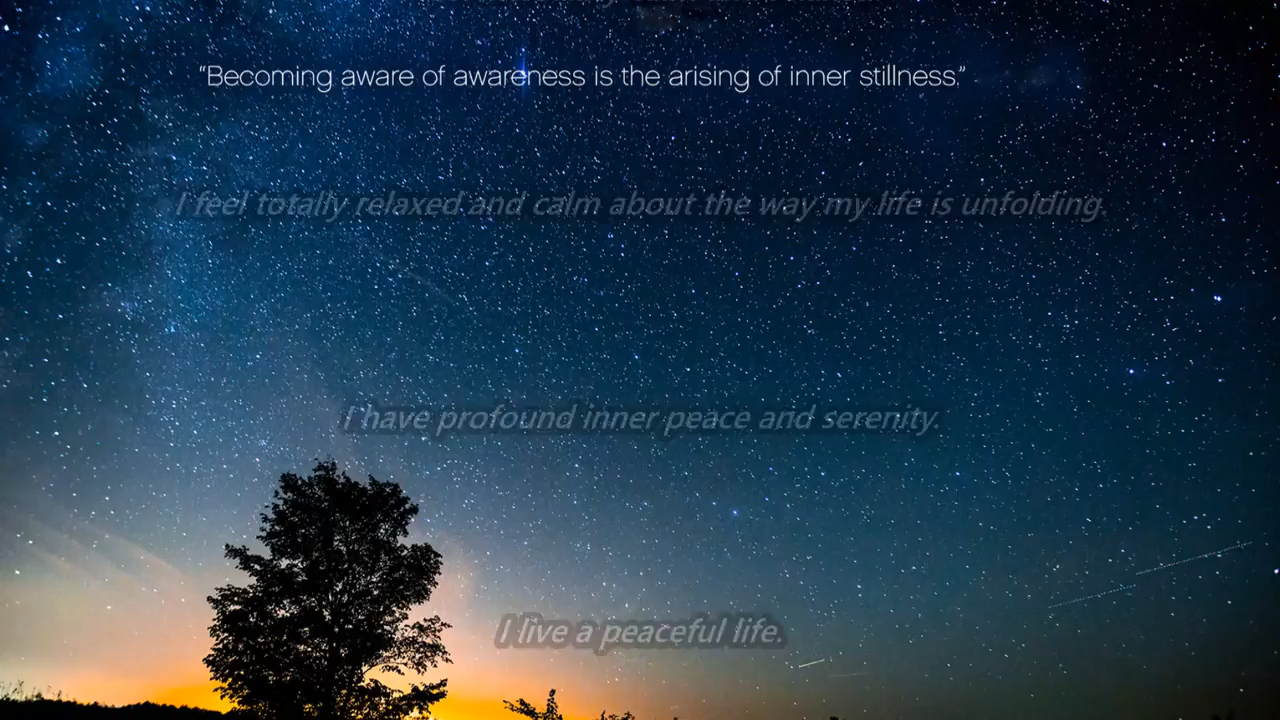 “Becoming aware of awareness is the arising of inner stillness.”
I feel totally relaxed and calm about the way my life is unfolding.
I have profound inner peace and serenity.
I live a peaceful life.